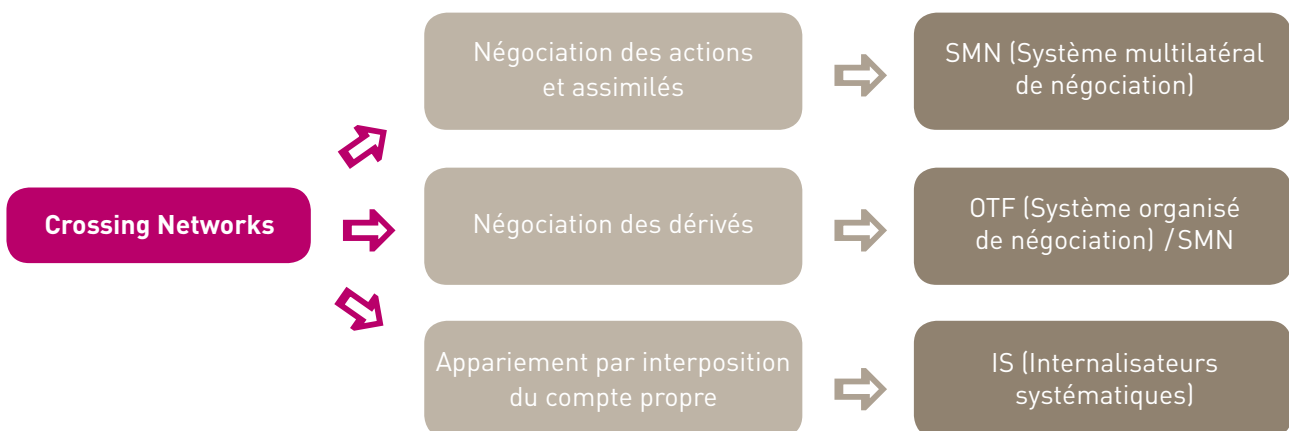 Crossing Networks
Négociation des actions
et assimilés
SMN (Système multilatéral
de négociation)
Négociation des dérivés
OTF (Système organisé
de négociation) /SMN
Appariement par interposition
du compte propre
IS (Internalisateurs
systématiques)